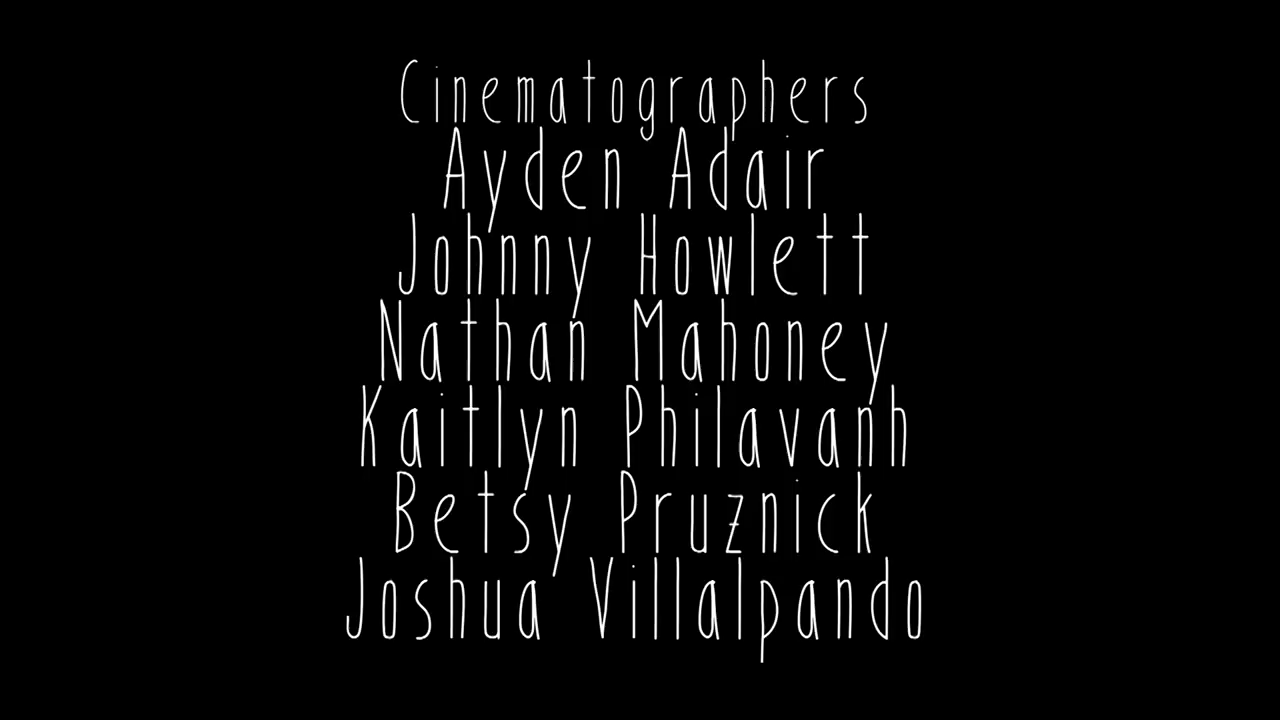 Cinematographers
Ayden Adair
Johnny Howlett
Nathan Mahoney
Kaitlyn Philavanh
Betsy Pruznick
Joshua Villalpando